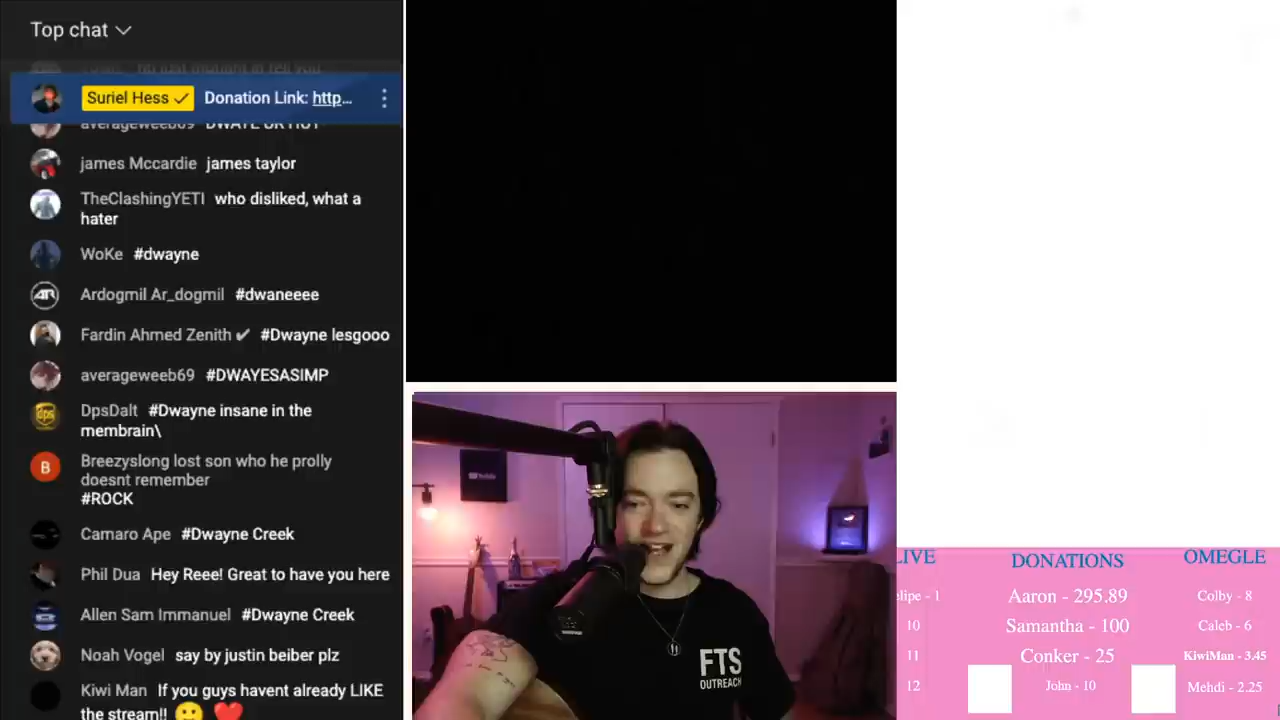 Top chat
Suriel Hess ✓ Donation Link: http...
averageweeb69
james Mccardie james taylor
TheClashingYETI who disliked, what a
hater
WoKe #dwayne
Ardogmil Ar_dogmil #dwaneeee
Fardin Ahmed Zenith ✔ #Dwayne lesgooo
averageweeb69 #DWAYESASIMP
DpsDalt #Dwayne insane in the
membrain\
Breezyslong lost son who he prolly
doesnt remember
#ROCK
Camaro Ape #Dwayne Creek
Phil Dua Hey Reee! Great to have you here
Allen Sam Immanuel #Dwayne Creek
Noah Vogel say by justin beiber plz
Kiwi Man If you guys havent already LIKE
the stream!! 🙂 ❤️
dps
B
YouTube
FTS
OUTREACH
LIVE
elipe - 1
10
11
12
DONATIONS
Aaron - 295.89
Samantha - 100
Conker - 25
John - 10
OMEGLE
Colby - 8
Caleb - 6
KiwiMan - 3.45
Mehdi - 2.25